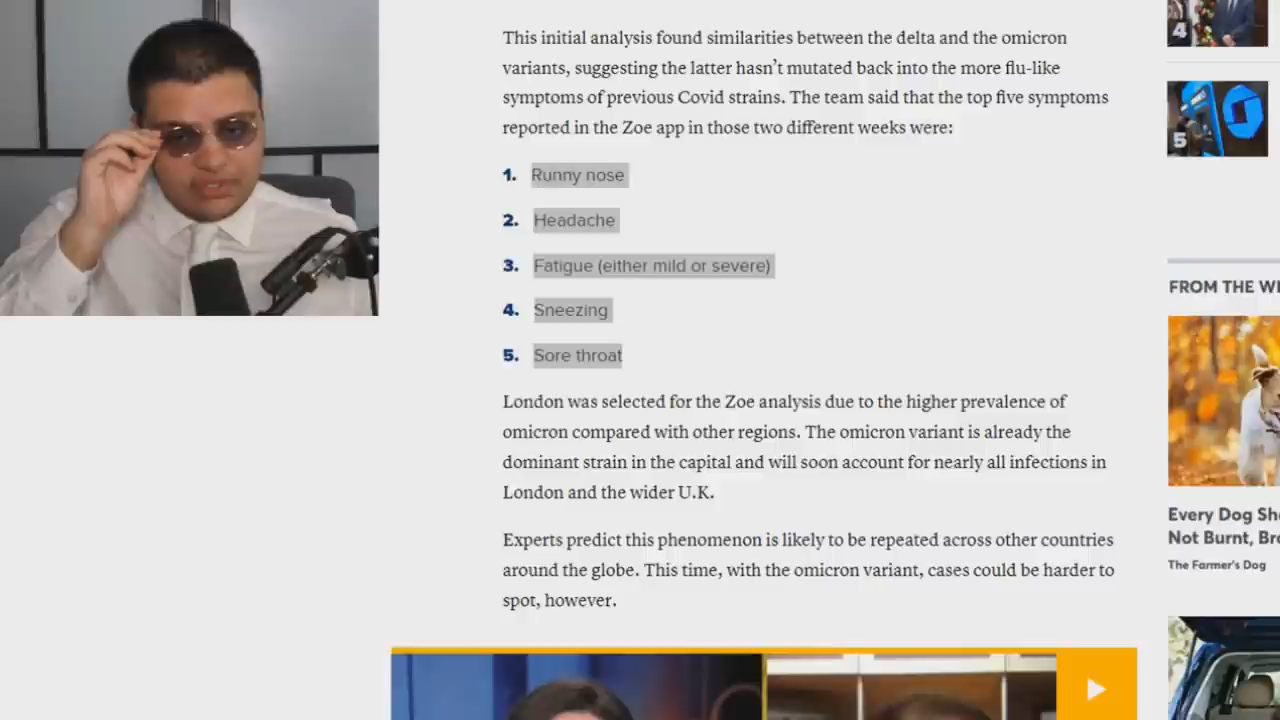 This initial analysis found similarities between the delta and the omicron
variants, suggesting the latter hasn't mutated back into the more flu-like
symptoms of previous Covid strains. The team said that the top five symptoms
reported in the Zoe app in those two different weeks were:
1. Runny nose
2. Headache
3. Fatigue (either mild or severe)
4. Sneezing
5. Sore throat
London was selected for the Zoe analysis due to the higher prevalence of
omicron compared with other regions. The omicron variant is already the
dominant strain in the capital and will soon account for nearly all infections in
London and the wider U.K.
Experts predict this phenomenon is likely to be repeated across other countries
around the globe. This time, with the omicron variant, cases could be harder to
spot, however.
4
5
FROM THE
Every Dog
Not Burnt,
The Farmer's Dog